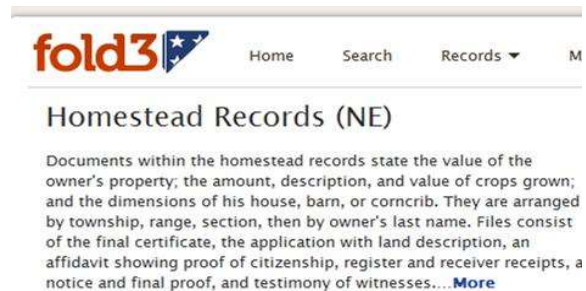 fold3
Home Search Records ▼ M
Homestead Records (NE)
Documents within the homestead records state the value of the
owner's property; the amount, description, and value of crops grown;
and the dimensions of his house, barn, or corncrib. They are arranged
by township, range, section, then by owner's last name. Files consist
of the final certificate, the application with land description, an
affidavit showing proof of citizenship, register and receiver receipts, a
notice and final proof, and testimony of witnesses....More